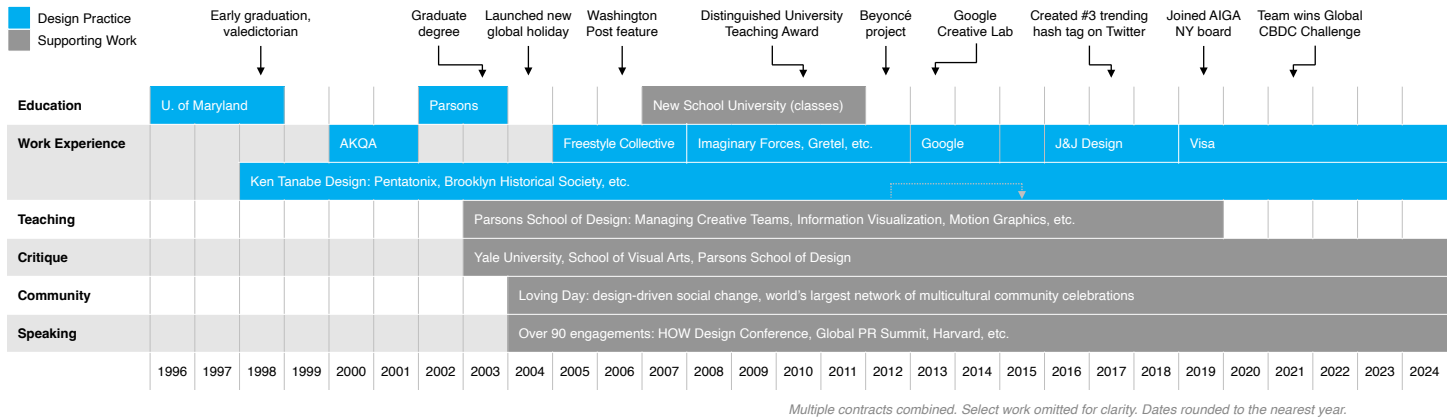 Design Practice
Supporting Work
Early graduation,
valedictorian
Graduate
degree
Launched new
global holiday
Washington
Post feature
Distinguished University
Teaching Award
Beyoncé
project
Google
Creative Lab
Created #3 trending
hash tag on Twitter
Joined AIGA
NY board
Team wins Global
CBDC Challenge
Education
U. of Maryland
Parsons
New School University (classes)
Work Experience
AKQA
Freestyle Collective
Imaginary Forces, Gretel, etc.
Google
J&J Design
Visa
Ken Tanabe Design: Pentatonix, Brooklyn Historical Society, etc.
Teaching
Parsons School of Design: Managing Creative Teams, Information Visualization, Motion Graphics, etc.
Critique
Yale University, School of Visual Arts, Parsons School of Design
Community
Loving Day: design-driven social change, world's largest network of multicultural community celebrations
Speaking
Over 90 engagements: HOW Design Conference, Global PR Summit, Harvard, etc.
1996 1997 1998 1999 2000 2001 2002 2003 2004 2005 2006 2007 2008 2009 2010 2011 2012 2013 2014 2015 2016 2017 2018 2019 2020 2021 2022 2023 2024
Multiple contracts combined. Select work omitted for clarity. Dates rounded to the nearest year.